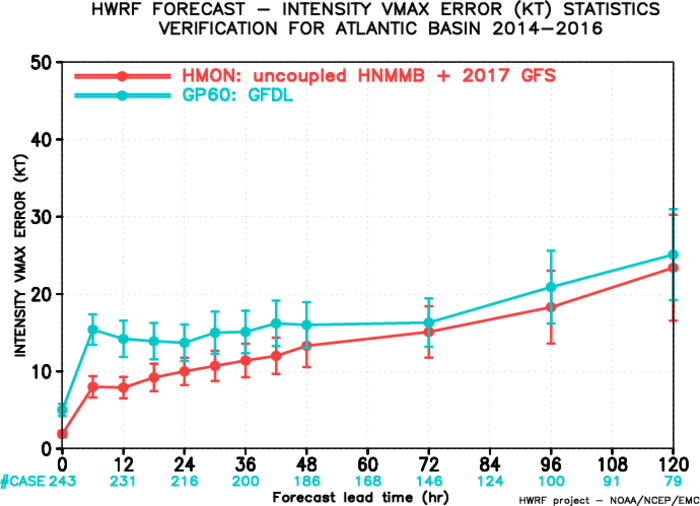 HWRF FORECAST – INTENSITY VMAX ERROR (KT) STATISTICS
VERIFICATION FOR ATLANTIC BASIN 2014–2016
HMON: uncoupled HNMMB + 2017 GFS
GP60: GFDL
INTENSITY VMAX ERROR (KT)
50
40
30
20
10
0
0 12 24 36 48 60 72 84 96 108 120
#CASE 243 231 216 200 186 168 146 124 100 91 79
Forecast lead time (hr)
HWRF project – NOAA/NCEP/EMC